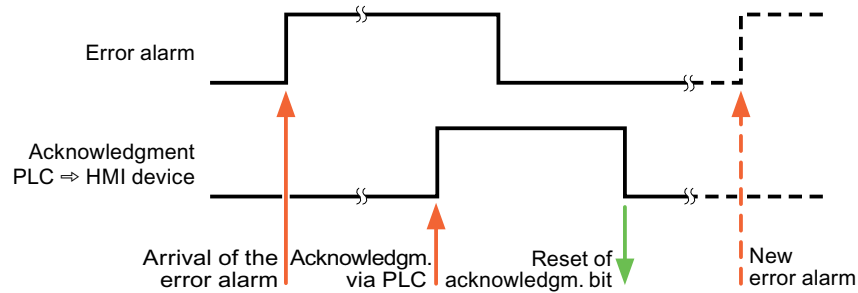 Error alarm
Acknowledgment
PLC ⇨ HMI device
Arrival of the
error alarm
Acknowledgm.
via PLC
Reset of
acknowledgm. bit
New
error alarm